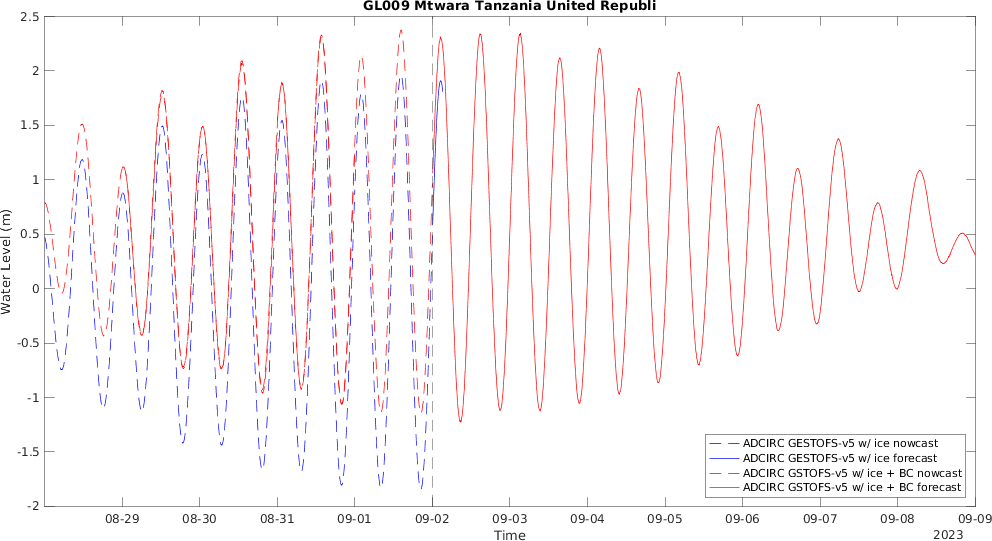 GL009 Mtwara Tanzania United Republi
2.5
2
1.5
1
0.5
0
-0.5
-1
-1.5
-2
Water Level (m)
ADCIRC GESTOFS-v5 w/ ice nowcast
ADCIRC GESTOFS-v5 w/ ice forecast
ADCIRC GSTOFS-v5 w/ ice + BC nowcast
ADCIRC GSTOFS-v5 w/ ice + BC forecast
08-29 08-30 08-31 09-01 09-02 09-03 09-04 09-05 09-06 09-07 09-08 09-09
Time
2023